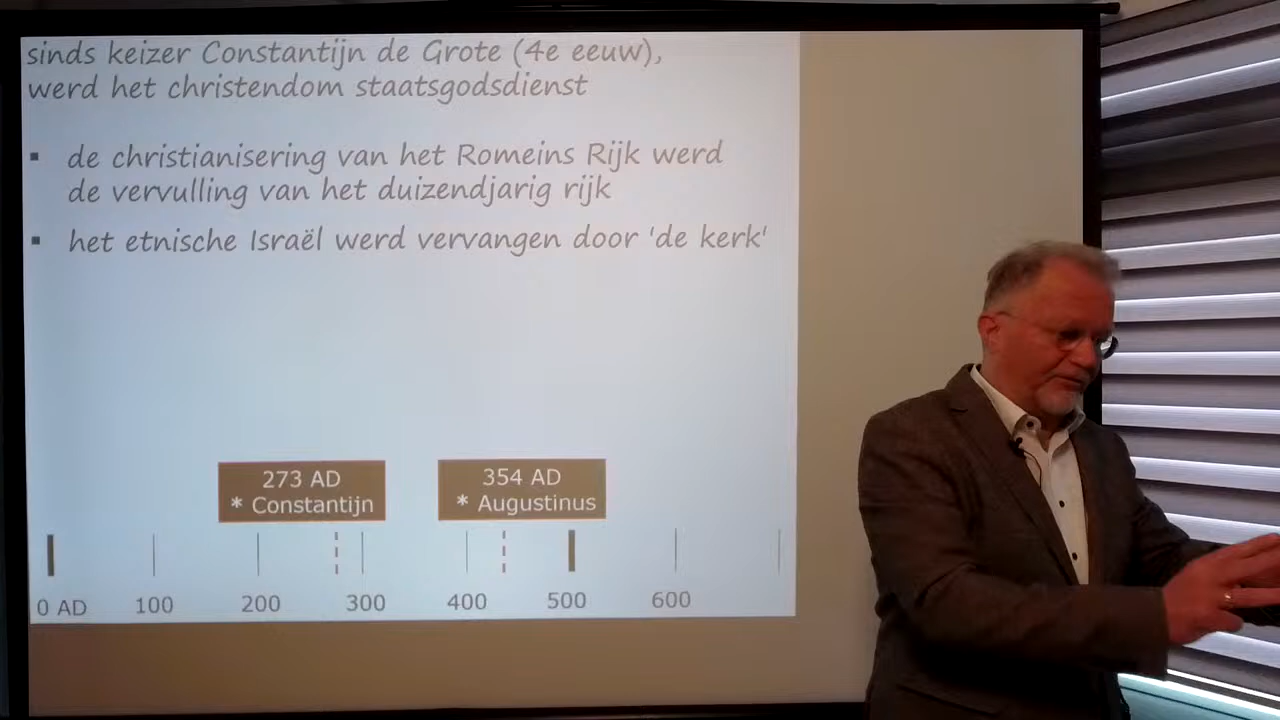 sinds keizer Constantijn de Grote (4e eeuw),
werd het christendom staatsgodsdienst
▪ de christianisering van het Romeins Rijk werd
de vervulling van het duizendjarig rijk
▪ het etnische Israël werd vervangen door 'de kerk'
273 AD
* Constantijn
354 AD
* Augustinus
0 AD 100 200 300 400 500 600